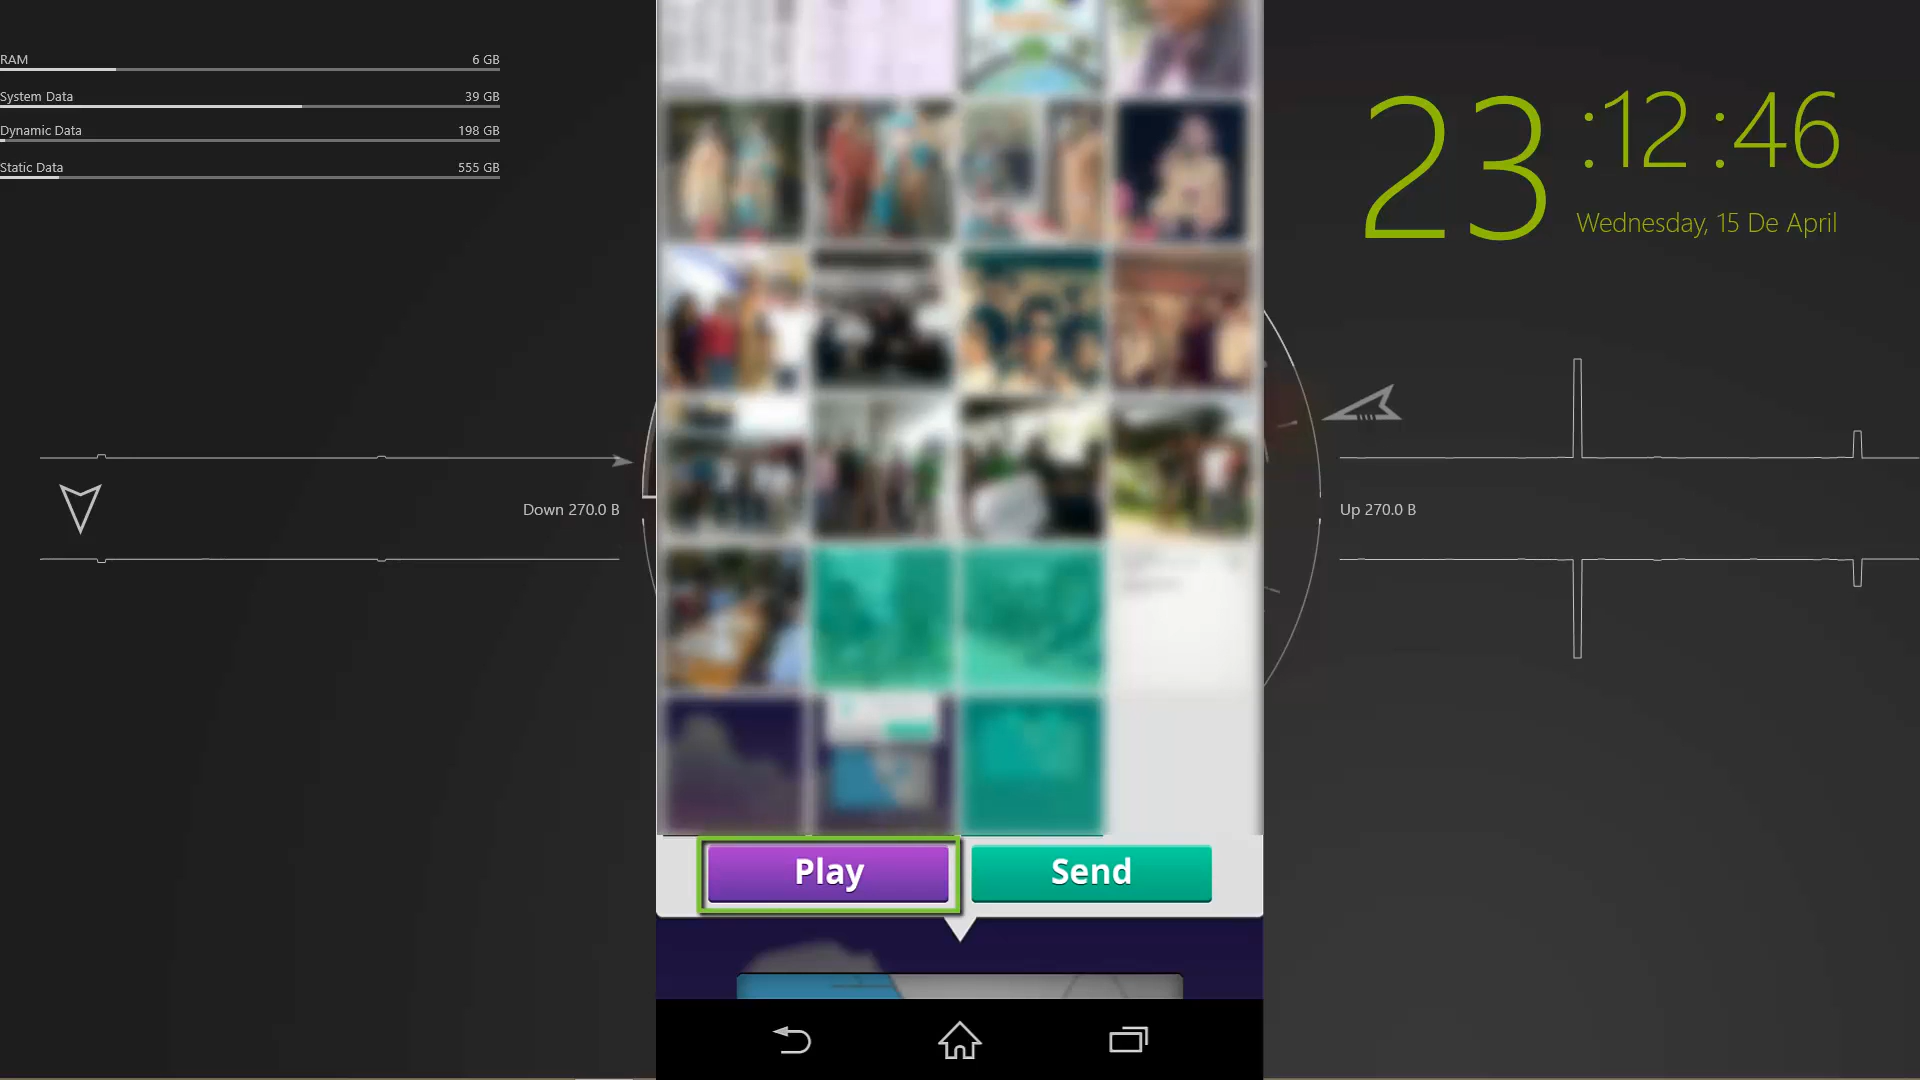 RAM 6 GB
System Data 39 GB
Dynamic Data 198 GB
Static Data 555 GB
23 :12 :46
Wednesday, 15 De April
Down 270.0 B
Up 270.0 B
Play Send